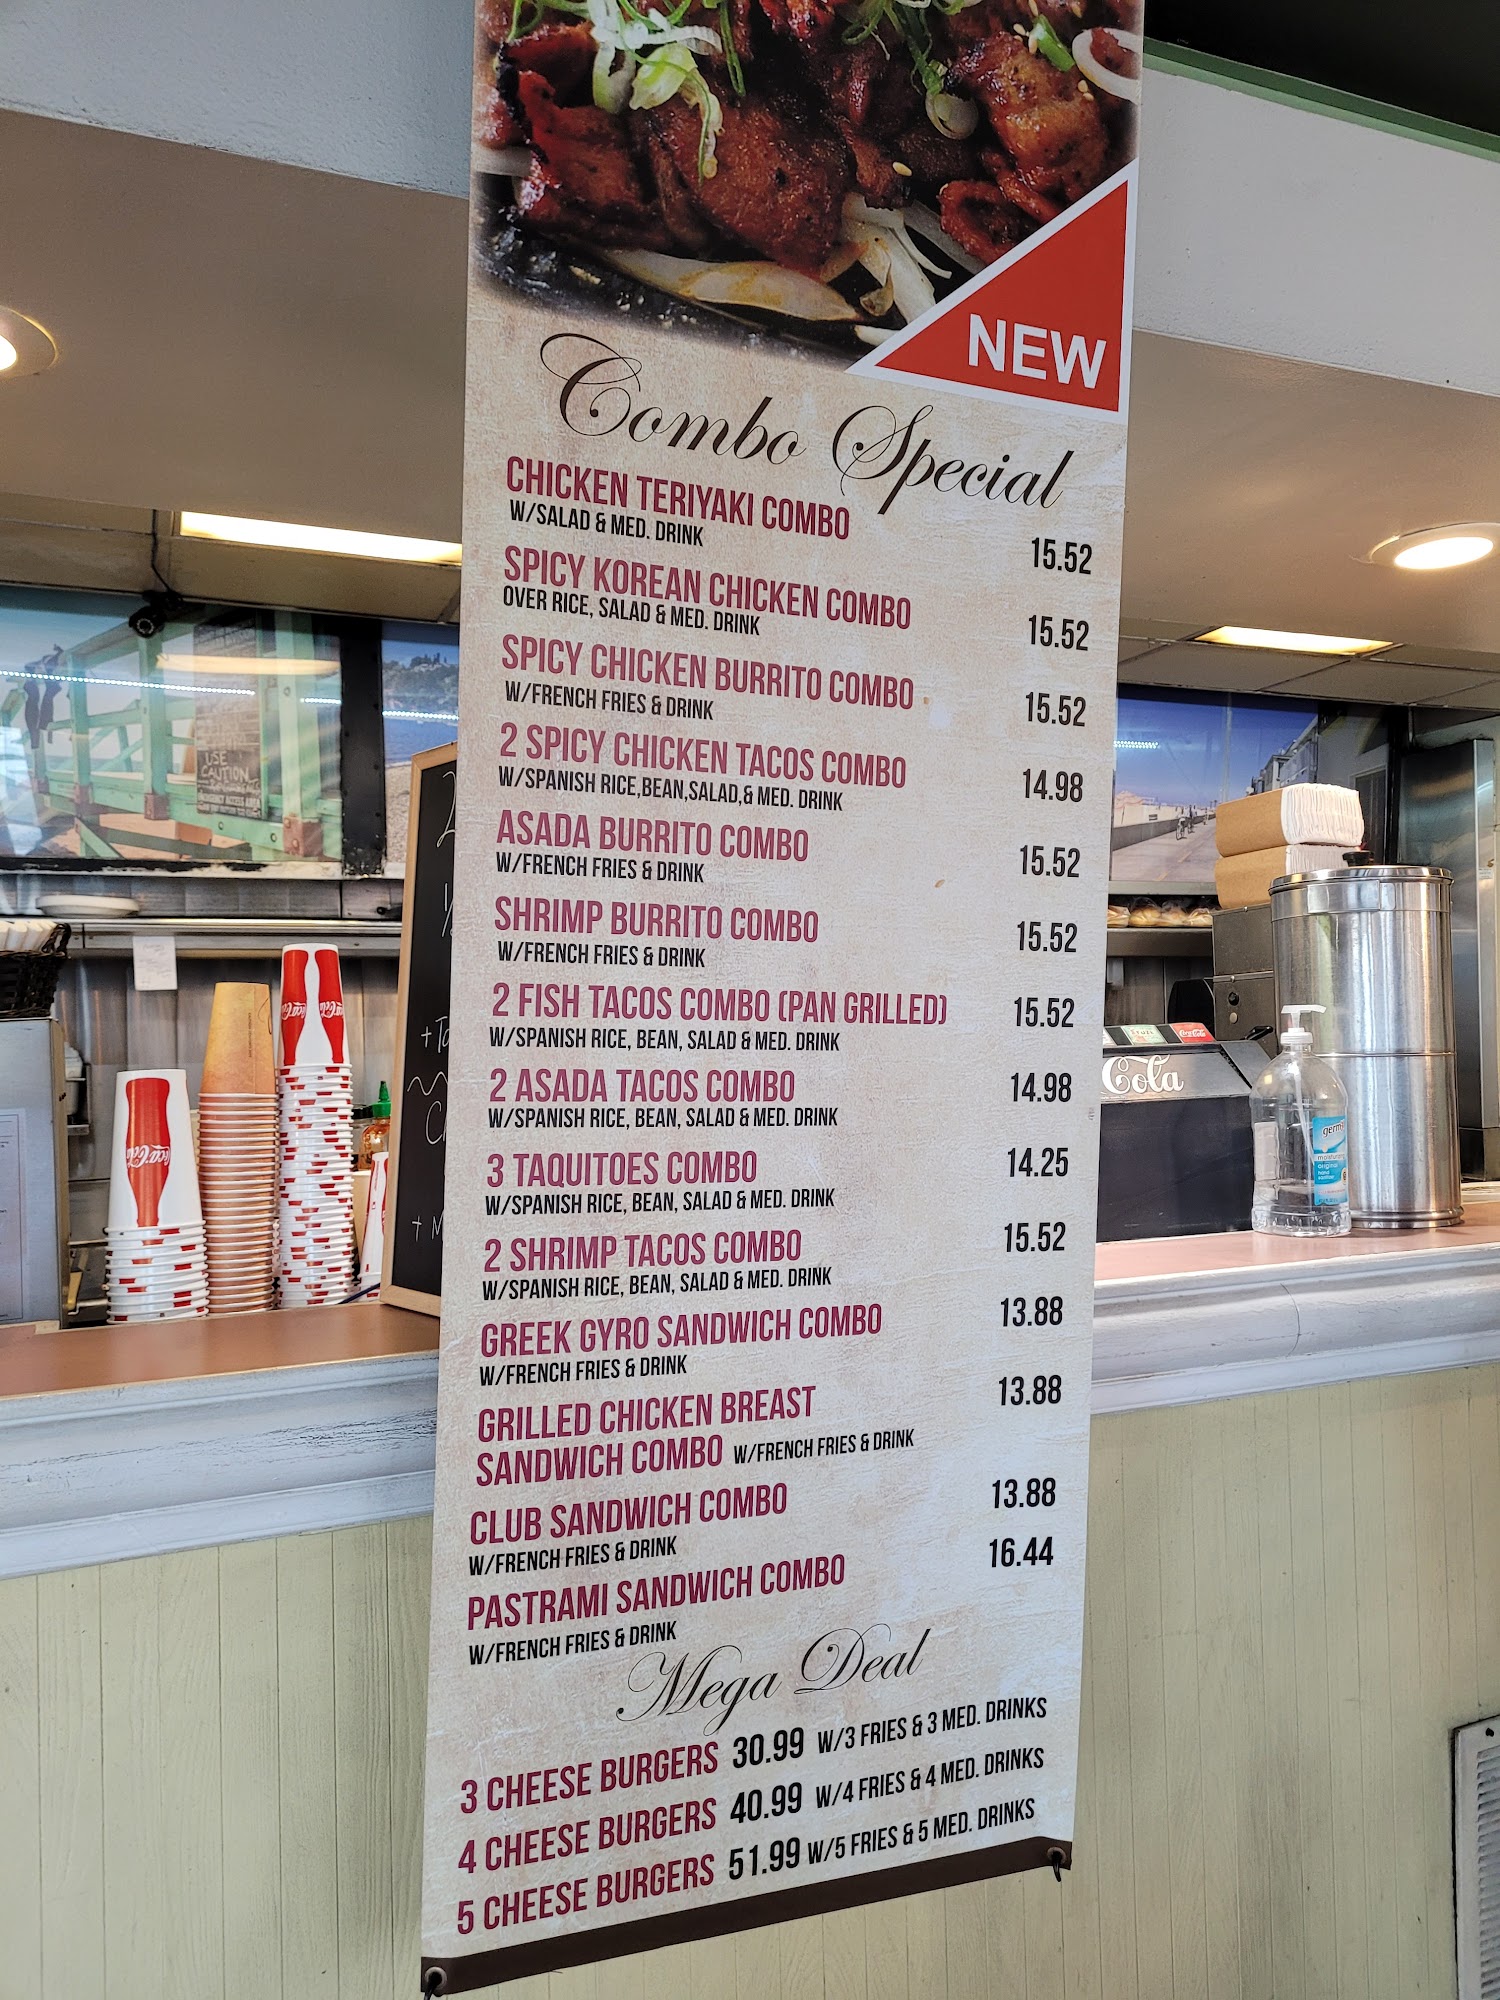 NEW
Combo Special
CHICKEN TERIYAKI COMBO 15.52
W/SALAD & MED. DRINK
SPICY KOREAN CHICKEN COMBO 15.52
OVER RICE, SALAD & MED. DRINK
SPICY CHICKEN BURRITO COMBO 15.52
W/FRENCH FRIES & DRINK
2 SPICY CHICKEN TACOS COMBO 14.98
W/SPANISH RICE,BEAN,SALAD,& MED. DRINK
ASADA BURRITO COMBO 15.52
W/FRENCH FRIES & DRINK
SHRIMP BURRITO COMBO 15.52
W/FRENCH FRIES & DRINK
2 FISH TACOS COMBO (PAN GRILLED) 15.52
W/SPANISH RICE, BEAN, SALAD & MED. DRINK
2 ASADA TACOS COMBO 14.98
W/SPANISH RICE, BEAN, SALAD & MED. DRINK
3 TAQUITOES COMBO 14.25
W/SPANISH RICE, BEAN, SALAD & MED. DRINK
2 SHRIMP TACOS COMBO 15.52
W/SPANISH RICE, BEAN, SALAD & MED. DRINK
GREEK GYRO SANDWICH COMBO 13.88
W/FRENCH FRIES & DRINK
GRILLED CHICKEN BREAST 13.88
SANDWICH COMBO W/FRENCH FRIES & DRINK
CLUB SANDWICH COMBO 13.88
W/FRENCH FRIES & DRINK
PASTRAMI SANDWICH COMBO 16.44
W/FRENCH FRIES & DRINK
Mega Deal
3 CHEESE BURGERS 30.99 W/3 FRIES & 3 MED. DRINKS
4 CHEESE BURGERS 40.99 W/4 FRIES & 4 MED. DRINKS
5 CHEESE BURGERS 51.99 W/5 FRIES & 5 MED. DRINKS
USE
CAUTION
Cola